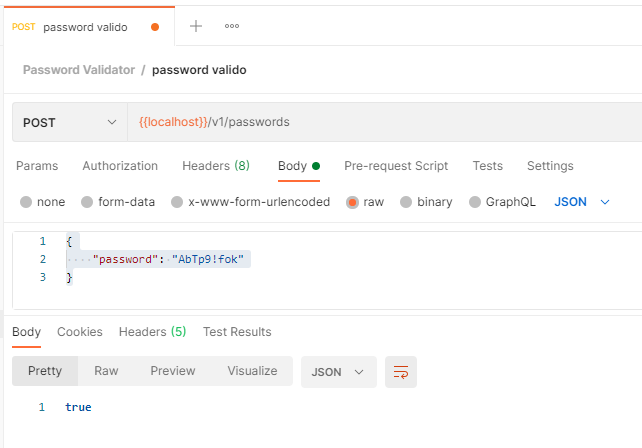 POST password valido
Password Validator / password valido
POST {{localhost}}/v1/passwords
Params Authorization Headers (8) Body Pre-request Script Tests Settings
none form-data x-www-form-urlencoded raw binary GraphQL JSON
1 {
2 "password": "AbTp9!fok"
3 }
Body Cookies Headers (5) Test Results
Pretty Raw Preview Visualize JSON
1 true